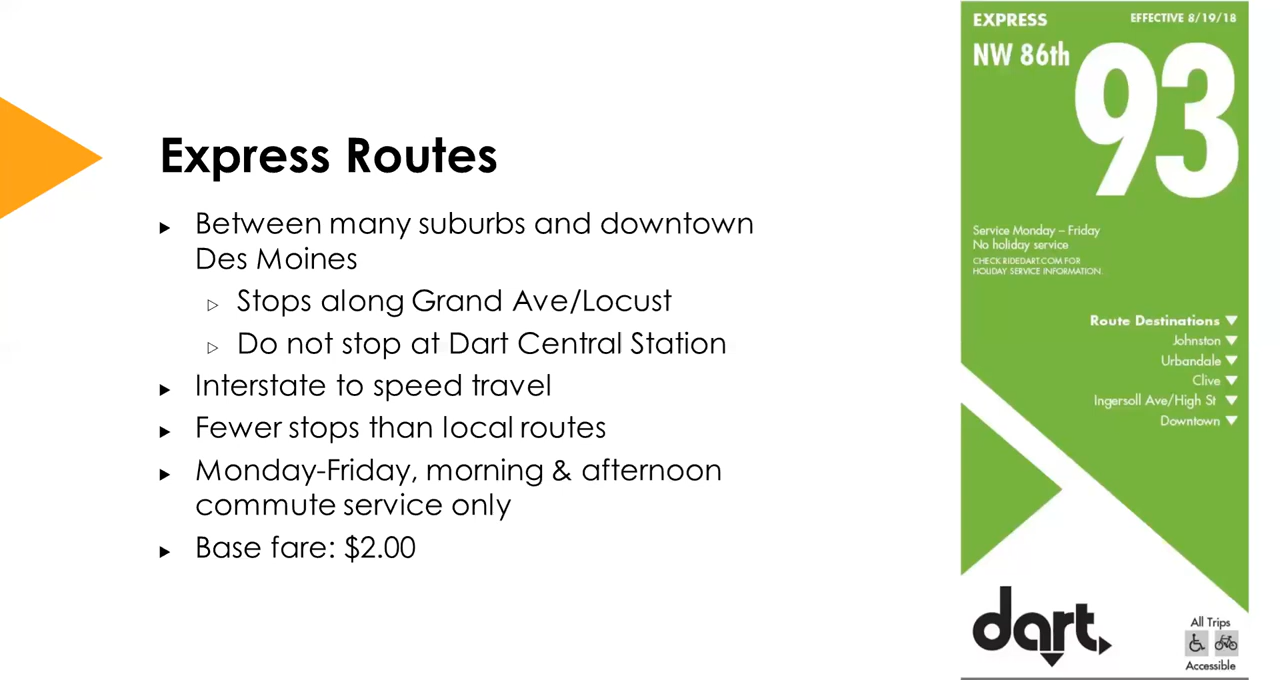 Express Routes
Between many suburbs and downtown
Des Moines
Stops along Grand Ave/Locust
Do not stop at Dart Central Station
Interstate to speed travel
Fewer stops than local routes
Monday-Friday, morning & afternoon
commute service only
Base fare: $2.00
EXPRESS
EFFECTIVE 8/19/18
NW 86th
93
Service Monday – Friday
No holiday service
CHECK RIDEDART.COM FOR
HOLIDAY SERVICE INFORMATION.
Route Destinations
Johnston
Urbandale
Clive
Ingersoll Ave/High St
Downtown
dart
All Trips
Accessible